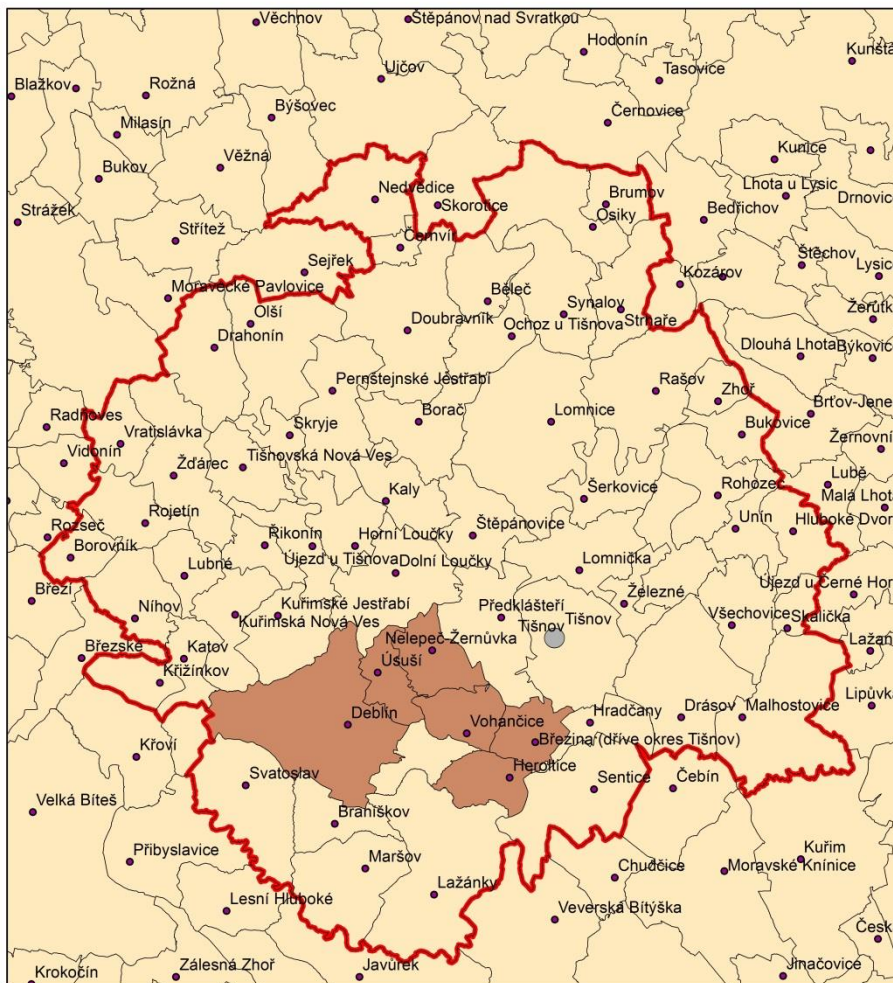 Věchnov
Štěpánov nad Svratkou
Hodonín
Ujčov
Kunštá
Tasovice
Blažkov
Rožná
Býšovec
Černovice
Milasín
Věžná
Kunice
Bukov
Nedvědice
Brumov
Lhota u Lysic
Drnovice
Skorotice
Strážek
Bedřichov
Osiky
Střítež
Černvír
Štěchov
Sejřek
Lysice
Kozárov
Moravecké Pavlovice
Běleč
Synalov
Strhaře
Žerůtk
Olší
Doubravník
Ochoz u Tišnova
Drahonín
Dlouhá Lhota
Býkovic
Pernštejnské Jestřabí
Rašov
Zhoř
Brťov-Jene
Radňoves
Borač
Lomnice
Vratislávka
Skryje
Bukovice
Žernovní
Vidonín
Žďárec
Tišnovská Nová Ves
Lubě
Kaly
Šerkovice
Rohozec
Malá Lhota
Rojetín
Rozseč
Štěpánovice
Unín
Hluboké Dvor
Borovník
Řikonín
Horní Loučky
Újezd u Tišnova
Dolní Loučky
Lomnička
Lubné
Újezd u Černé Hor
Březí
Železné
Níhov
Kuřimské Jestřabí
Předklášteří
Tišnov
Kuřimská Nová Ves
Tišnov
Všechovice
Skalička
Březské
Katov
Nelepeč-Žernůvka
Lažan
Křižínkov
Úsuší
Lipůvka
Deblín
Vohančice
Hradčany
Drásov
Malhostovice
Březina (dříve okres Tišnov)
Křoví
Heroltice
Svatoslav
Sentice
Čebín
Velká Bíteš
Braníškov
Přibyslavice
Maršov
Kuřim
Chudčice
Moravské Knínice
Lažánky
Lesní Hluboké
Veverská Bítýška
Česk
Krokočín
Zálesná Zhoř
Javůrek
Jinačovice